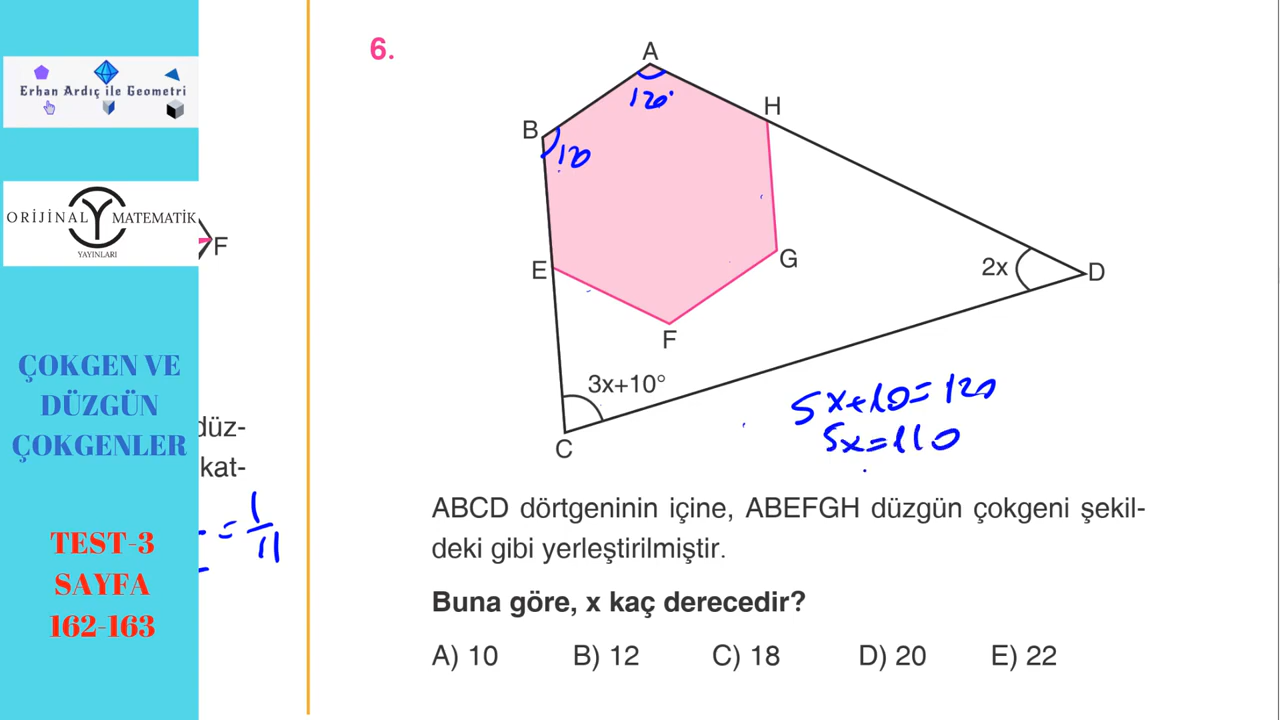 Erhan Ardıç ile Geometri
ORİJİNAL MATEMATİK
YAYINLARI
ÇOKGEN VE
DÜZGÜN
ÇOKGENLER
TEST-3
SAYFA
162-163
F
düz-
kat-
= 1/11
6.
A
120°
H
B
120
E
G
2x
D
F
3x+10°
C
5x+10=120
5x=110
ABCD dörtgeninin içine, ABEFGH düzgün çokgeni şekil-
deki gibi yerleştirilmiştir.
Buna göre, x kaç derecedir?
A) 10 B) 12 C) 18 D) 20 E) 22